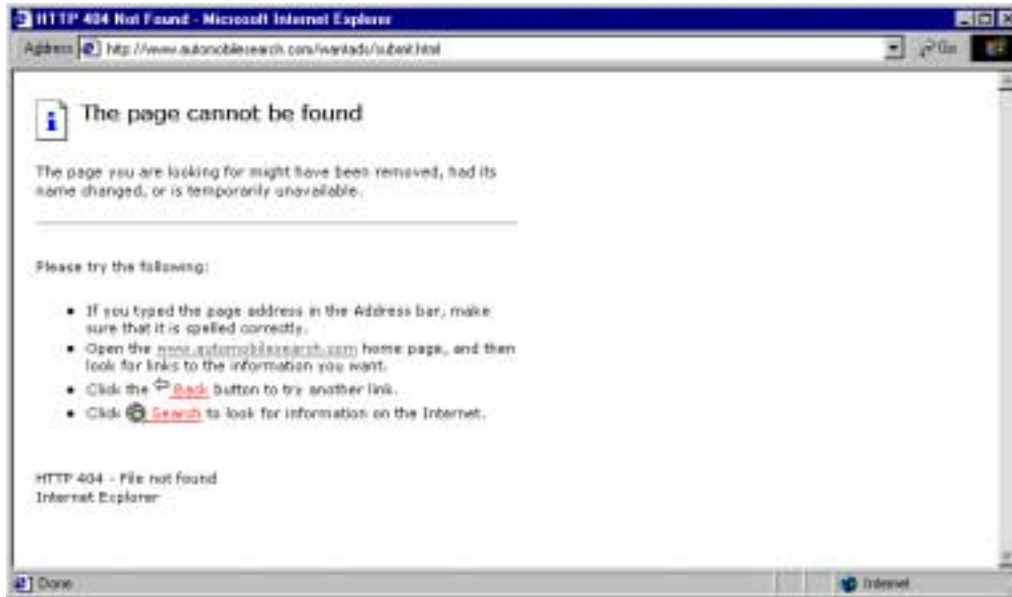 HTTP 404 Not Found - Microsoft Internet Explorer
Address http://www.automobilesearch.com/wantads/submit.html Go
The page cannot be found
The page you are looking for might have been removed, had its
name changed, or is temporarily unavailable.
Please try the following:
• If you typed the page address in the Address bar, make
sure that it is spelled correctly.
• Open the www.automobilesearch.com home page, and then
look for links to the information you want.
• Click the Back button to try another link.
• Click Search to look for information on the Internet.
HTTP 404 - File not found
Internet Explorer
Done Internet